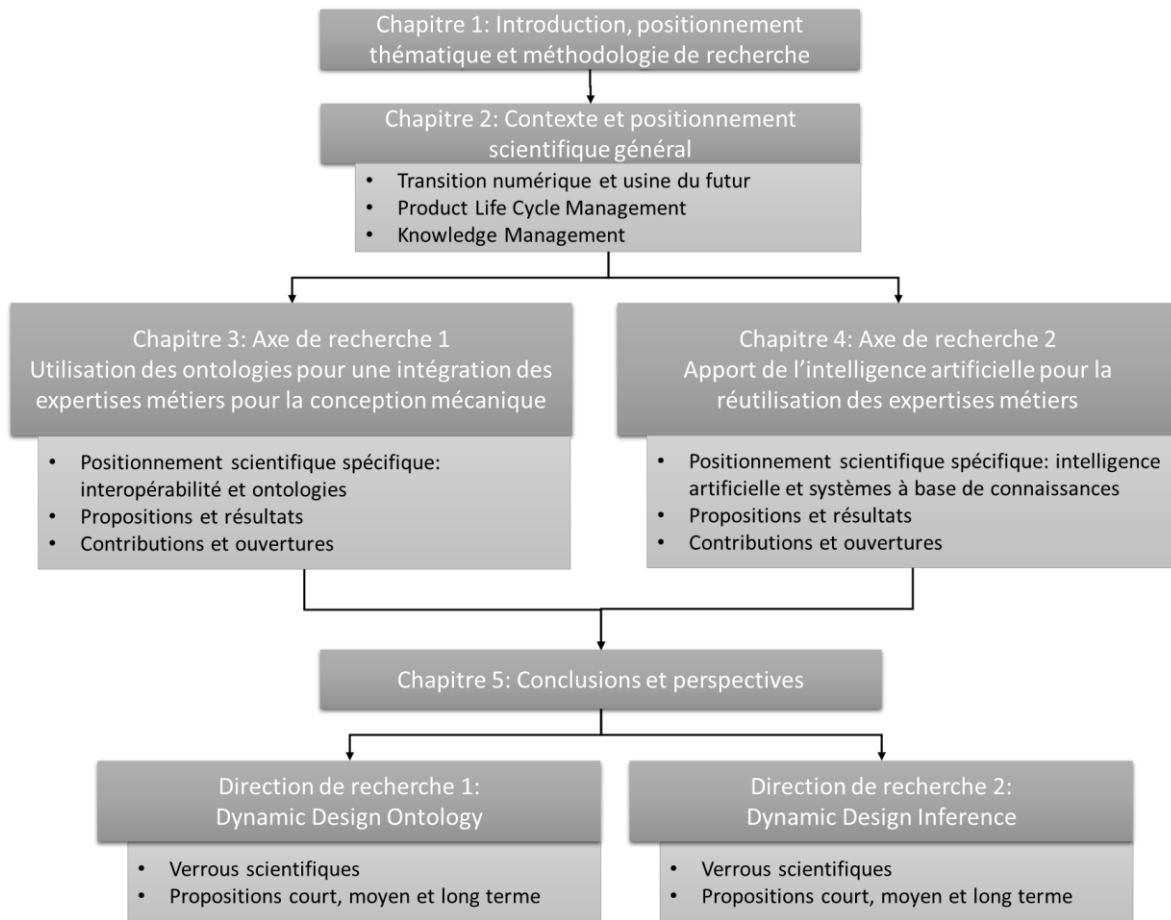 Chapitre 1: Introduction, positionnement
thématique et méthodologie de recherche
Chapitre 2: Contexte et positionnement
scientifique général
• Transition numérique et usine du futur
• Product Life Cycle Management
• Knowledge Management
Chapitre 3: Axe de recherche 1
Utilisation des ontologies pour une intégration des
expertises métiers pour la conception mécanique
• Positionnement scientifique spécifique:
interopérabilité et ontologies
• Propositions et résultats
• Contributions et ouvertures
Chapitre 4: Axe de recherche 2
Apport de l'intelligence artificielle pour la
réutilisation des expertises métiers
• Positionnement scientifique spécifique: intelligence
artificielle et systèmes à base de connaissances
• Propositions et résultats
• Contributions et ouvertures
Chapitre 5: Conclusions et perspectives
Direction de recherche 1:
Dynamic Design Ontology
• Verrous scientifiques
• Propositions court, moyen et long terme
Direction de recherche 2:
Dynamic Design Inference
• Verrous scientifiques
• Propositions court, moyen et long terme